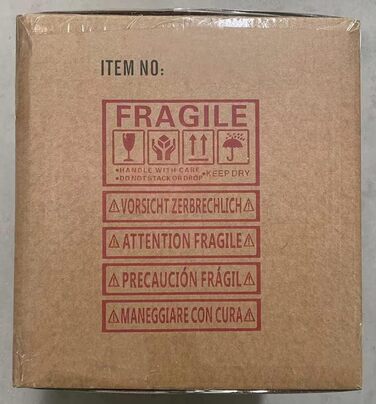 ITEM NO:
FRAGILE
•HANDLE WITH CARE
•DO NOT STACK OR DROP •KEEP DRY
⚠VORSICHT ZERBRECHLICH⚠
⚠ATTENTION FRAGILE⚠
⚠PRECAUCIÓN FRÁGIL⚠
⚠MANEGGIARE CON CURA⚠